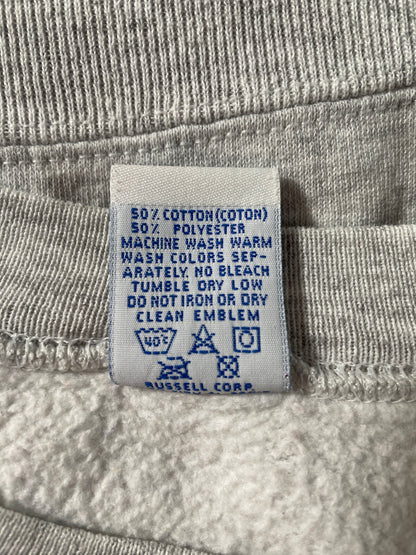 50% COTTON(COTON)
50% POLYESTER
MACHINE WASH WARM
WASH COLORS SEP-
ARATELY. NO BLEACH
TUMBLE DRY LOW
DO NOT IRON OR DRY
CLEAN EMBLEM
40°C
RUSSELL CORP.